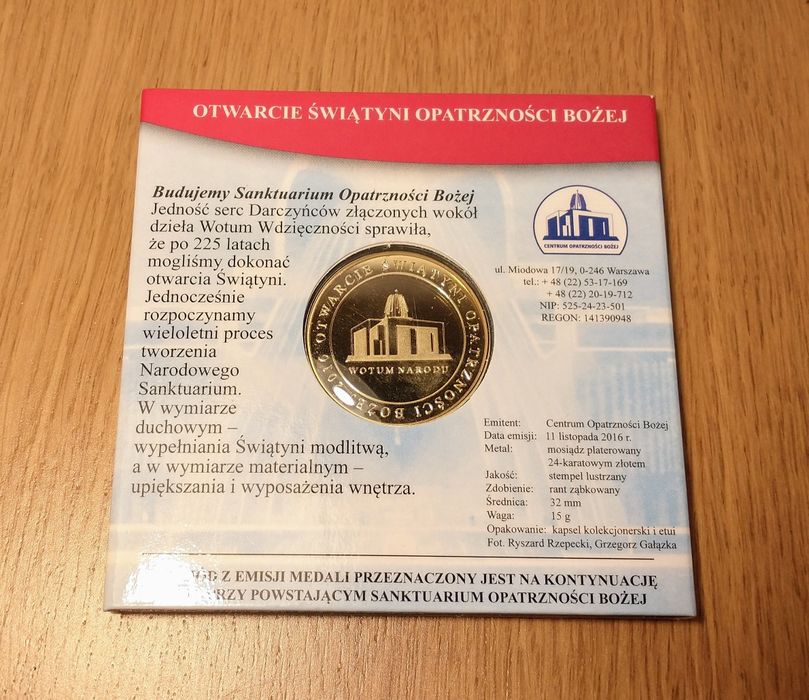 OTWARCIE ŚWIĄTYNI OPATRZNOŚCI BOŻEJ
Budujemy Sanktuarium Opatrzności Bożej
Jedność serc Darczyńców złączonych wokół
dzieła Wotum Wdzięczności sprawiła,
że po 225 latach
mogliśmy dokonać
otwarcia Świątyni.
Jednocześnie
rozpoczynamy
wieloletni proces
tworzenia
Narodowego
Sanktuarium.
W wymiarze
duchowym –
wypełniania Świątyni modlitwą,
a w wymiarze materialnym –
upiększania i wyposażenia wnętrza.
OTWARCIE ŚWIĄTYNI OPATRZNOŚCI BOŻEJ 2016
WOTUM NARODU
CENTRUM OPATRZNOŚCI BOŻEJ
ul. Miodowa 17/19, 0-246 Warszawa
tel.: + 48 (22) 53-17-169
+ 48 (22) 20-19-712
NIP: 525-24-23-501
REGON: 141390948
Emitent: Centrum Opatrzności Bożej
Data emisji: 11 listopada 2016 r.
Metal: mosiądz platerowany
24-karatowym złotem
Jakość: stempel lustrzany
Zdobienie: rant ząbkowany
Średnica: 32 mm
Waga: 15 g
Opakowanie: kapsel kolekcjonerski i etui
Fot. Ryszard Rzepecki, Grzegorz Gałązka
Z EMISJI MEDALI PRZEZNACZONY JEST NA KONTYNUACJĘ
PRZY POWSTAJĄCYM SANKTUARIUM OPATRZNOŚCI BOŻEJ